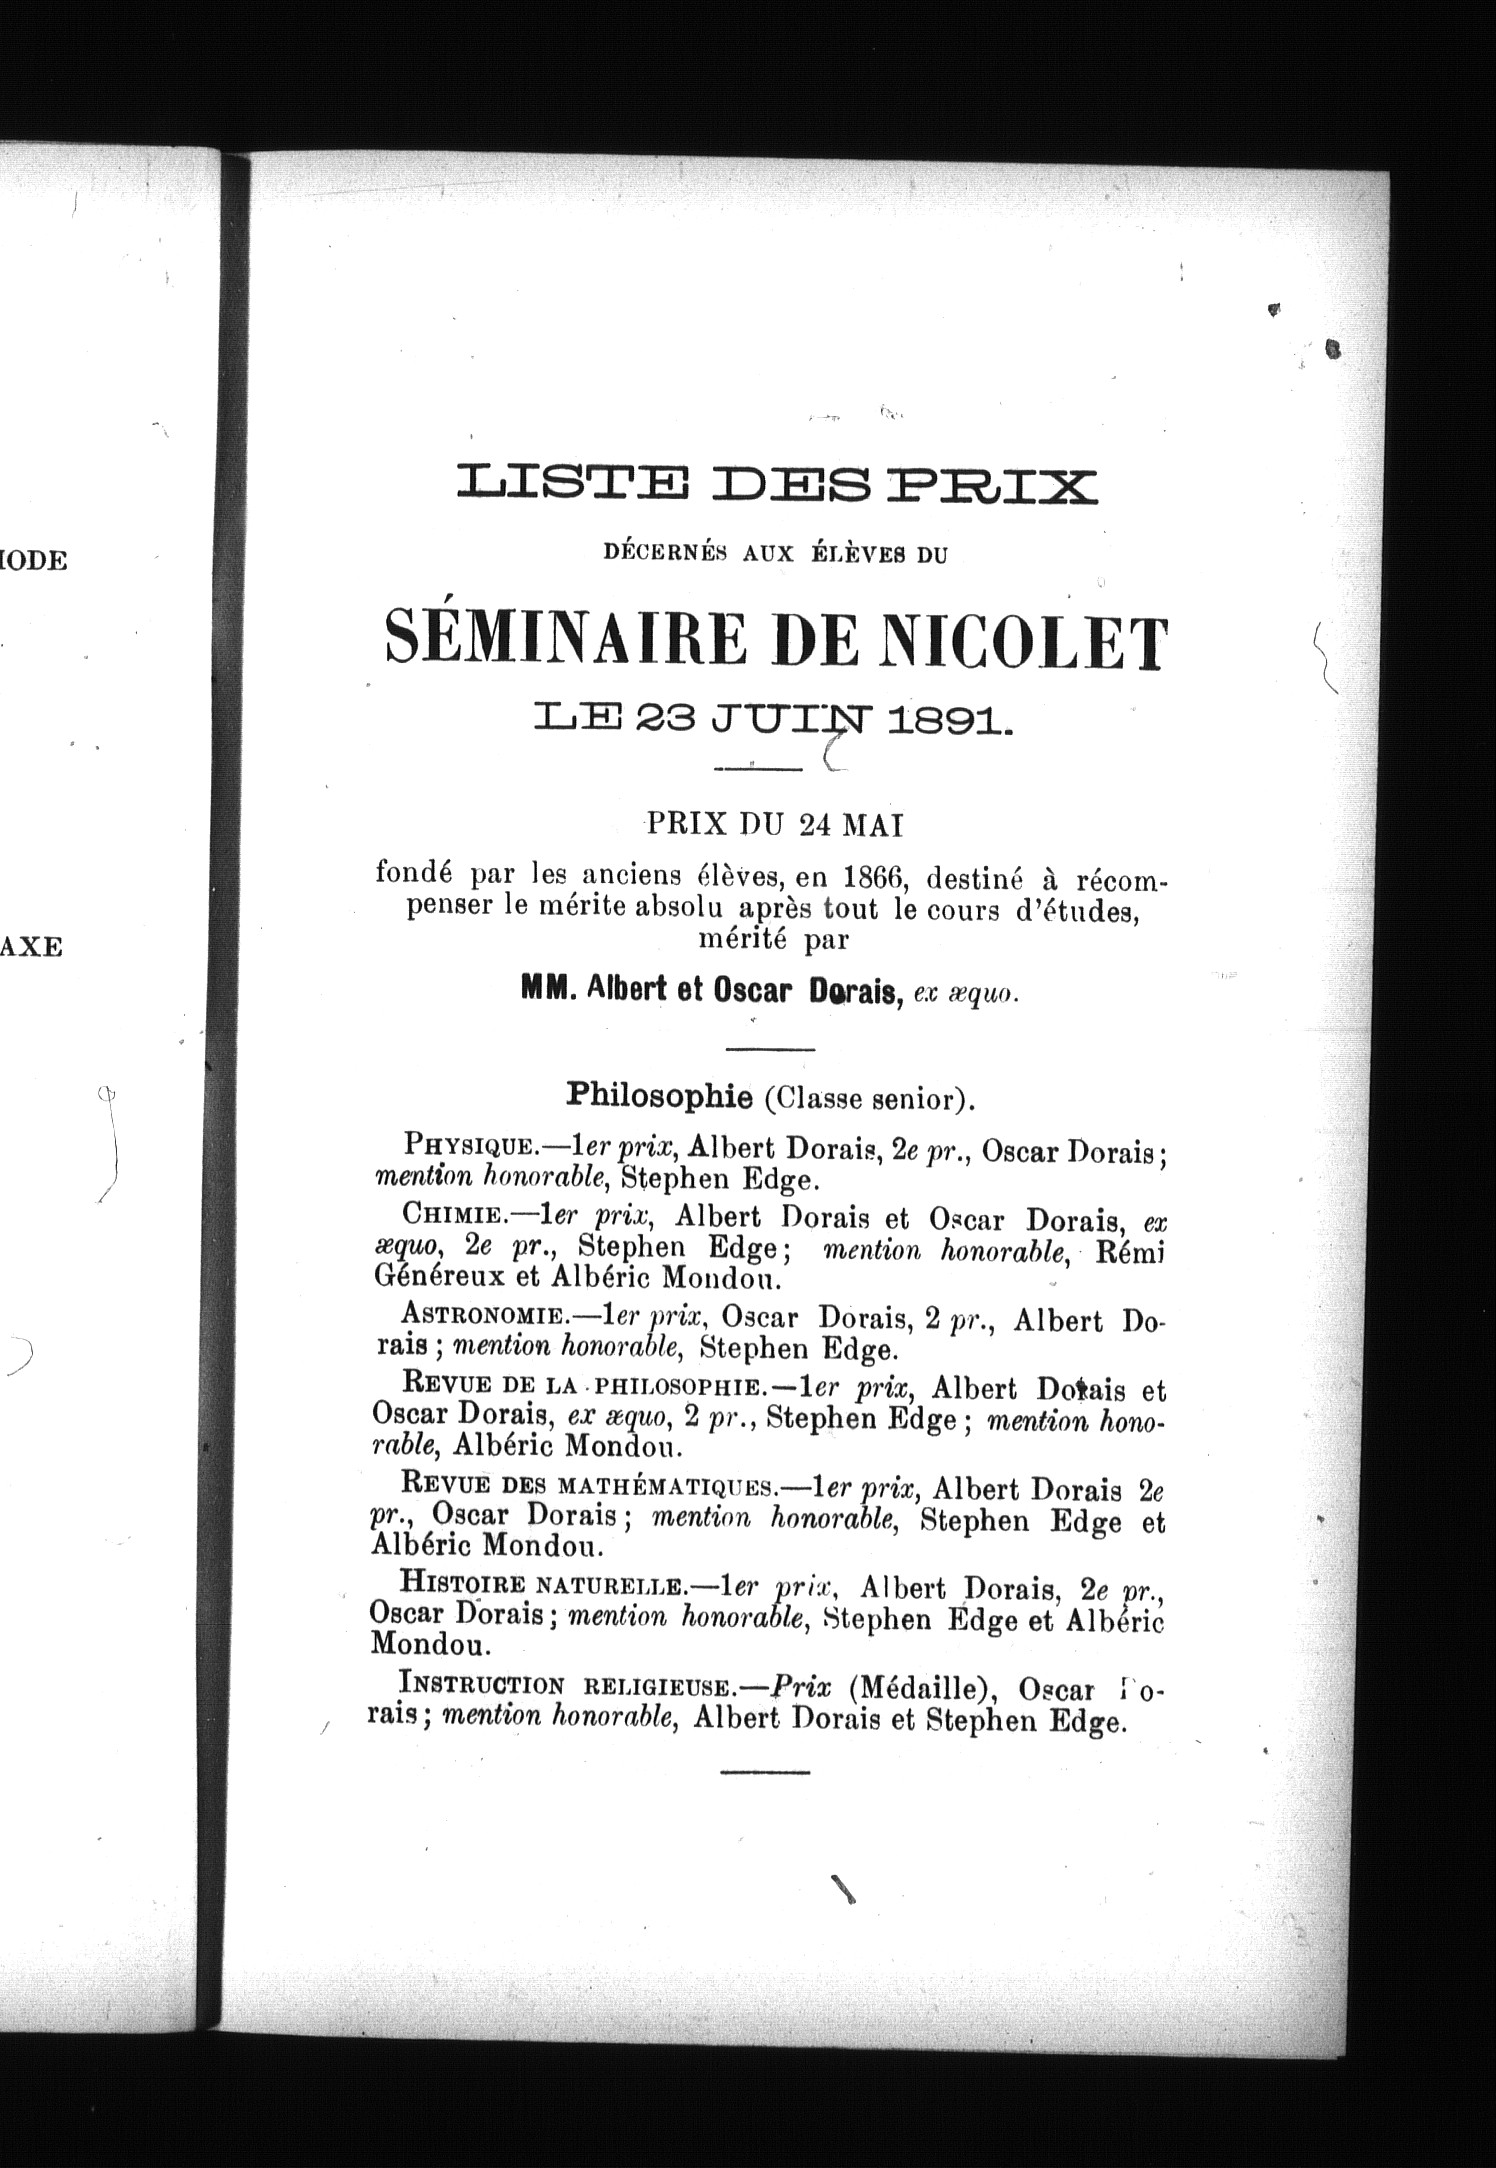 IODE
AXE
LISTE DES PRIX
DÉCERNÉS AUX ÉLÈVES DU
SÉMINAIRE DE NICOLET
LE 23 JUIN 1891.
PRIX DU 24 MAI
fondé par les anciens élèves, en 1866, destiné à récom-
penser le mérite absolu après tout le cours d'études,
mérité par
MM. Albert et Oscar Dorais, ex æquo.
Philosophie (Classe senior).
PHYSIQUE.—1er prix, Albert Dorais, 2e pr., Oscar Dorais;
mention honorable, Stephen Edge.
CHIMIE.—1er prix, Albert Dorais et Oscar Dorais, ex
æquo, 2e pr., Stephen Edge; mention honorable, Rémi
Généreux et Albéric Mondou.
ASTRONOMIE.—1er prix, Oscar Dorais, 2 pr., Albert Do-
rais ; mention honorable, Stephen Edge.
REVUE DE LA PHILOSOPHIE.—1er prix, Albert Dorais et
Oscar Dorais, ex æquo, 2 pr., Stephen Edge ; mention hono-
rable, Albéric Mondou.
REVUE DES MATHÉMATIQUES.—1er prix, Albert Dorais 2e
pr., Oscar Dorais ; mention honorable, Stephen Edge et
Albéric Mondou.
HISTOIRE NATURELLE.—1er prix, Albert Dorais, 2e pr.,
Oscar Dorais ; mention honorable, Stephen Edge et Albéric
Mondou.
INSTRUCTION RELIGIEUSE.—Prix (Médaille), Oscar Do-
rais ; mention honorable, Albert Dorais et Stephen Edge.